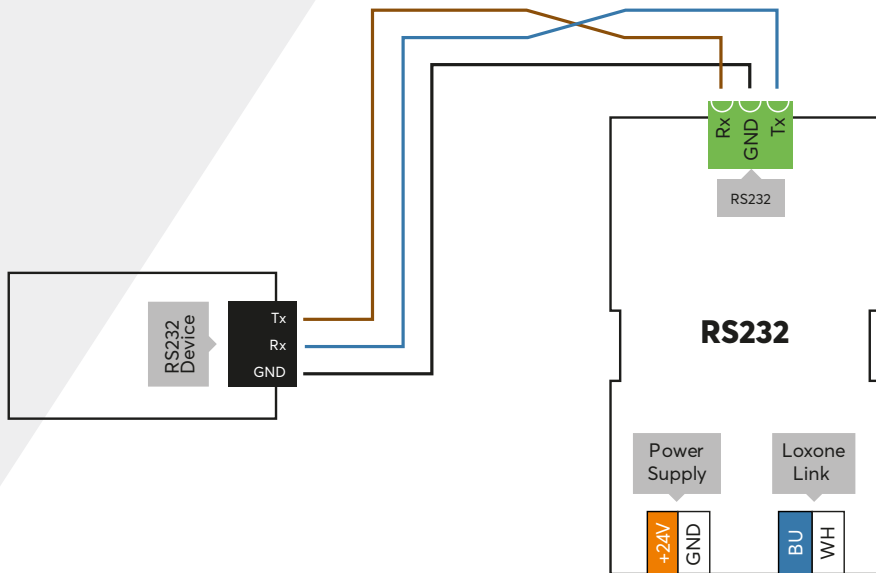 Rx
GND
Tx
RS232
RS232
Device
Tx
Rx
GND
RS232
Power
Supply
Loxone
Link
+24V
GND
BU
WH